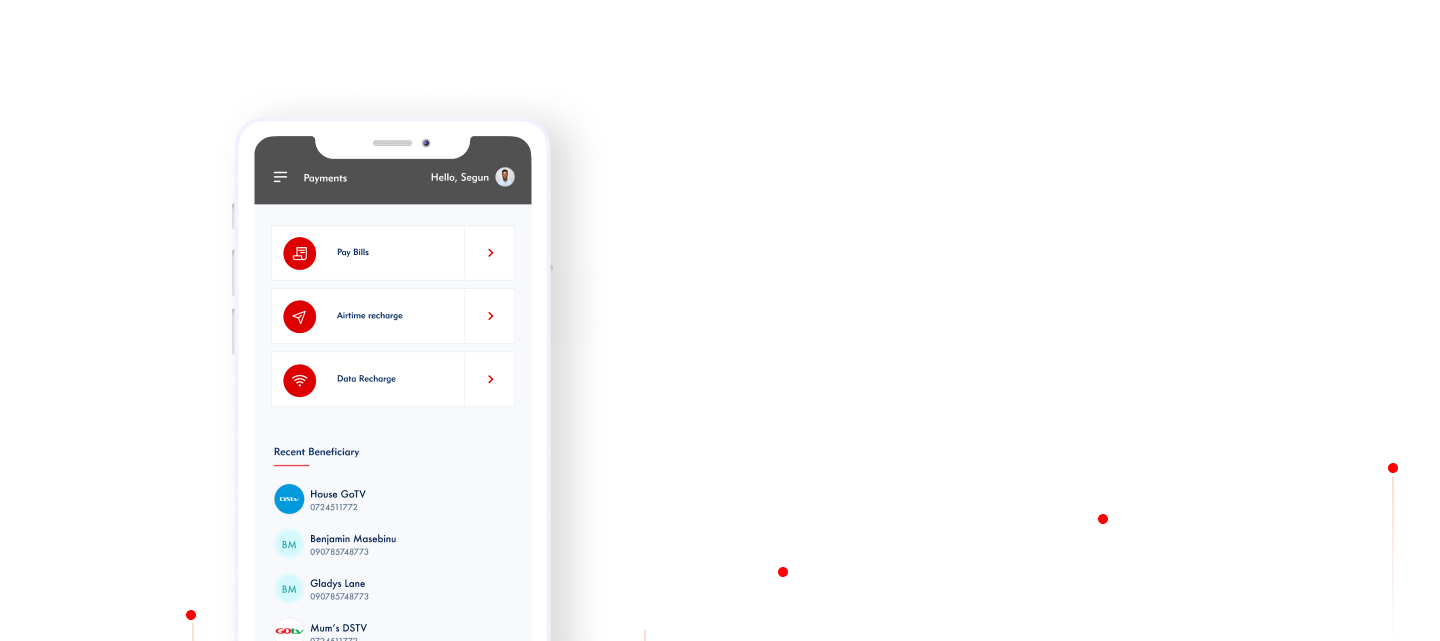 Payments
Hello, Segun
Pay Bills
Airtime recharge
Data Recharge
Recent Beneficiary
DStv
House GoTV
0724511772
BM
Benjamin Masebinu
090785748773
BM
Gladys Lane
090785748773
GOtv
Mum's DSTV
0724511772